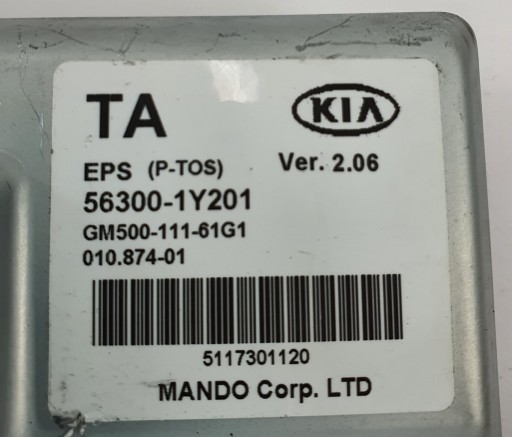 TA KIA
EPS (P-TOS) Ver. 2.06
56300-1Y201
GM500-111-61G1
010.874-01
5117301120
MANDO Corp. LTD